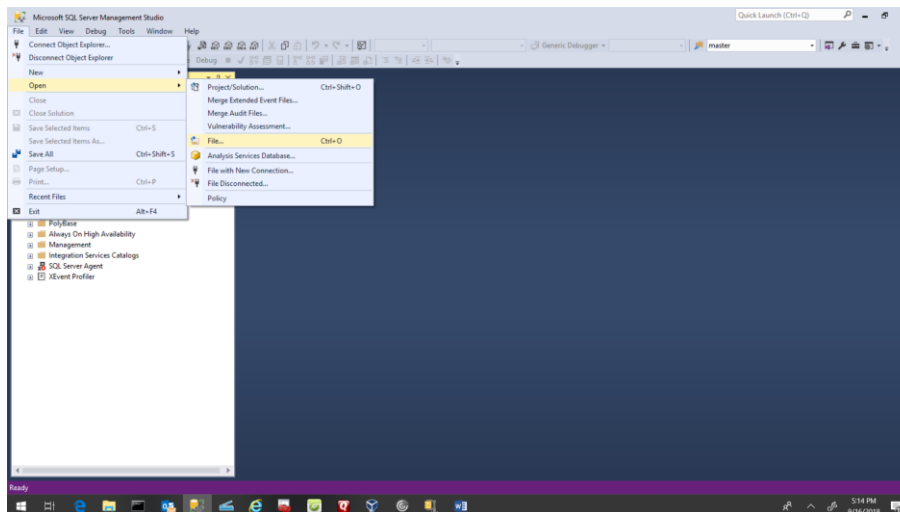 Microsoft SQL Server Management Studio
Quick Launch (Ctrl+Q)
File Edit View Debug Tools Window Help
Generic Debugger
master
Debug
Connect Object Explorer...
Disconnect Object Explorer
New
Open
Close
Close Solution
Save Selected Items Ctrl+S
Save Selected Items As...
Save All Ctrl+Shift+S
Page Setup...
Print... Ctrl+P
Recent Files
Exit Alt+F4
Project/Solution... Ctrl+Shift+O
Merge Extended Event Files...
Merge Audit Files...
Vulnerability Assessment...
File... Ctrl+O
Analysis Services Database...
File with New Connection...
File Disconnected...
Policy
PolyBase
Always On High Availability
Management
Integration Services Catalogs
SQL Server Agent
XEvent Profiler
Ready
5:14 PM
9/16/2018